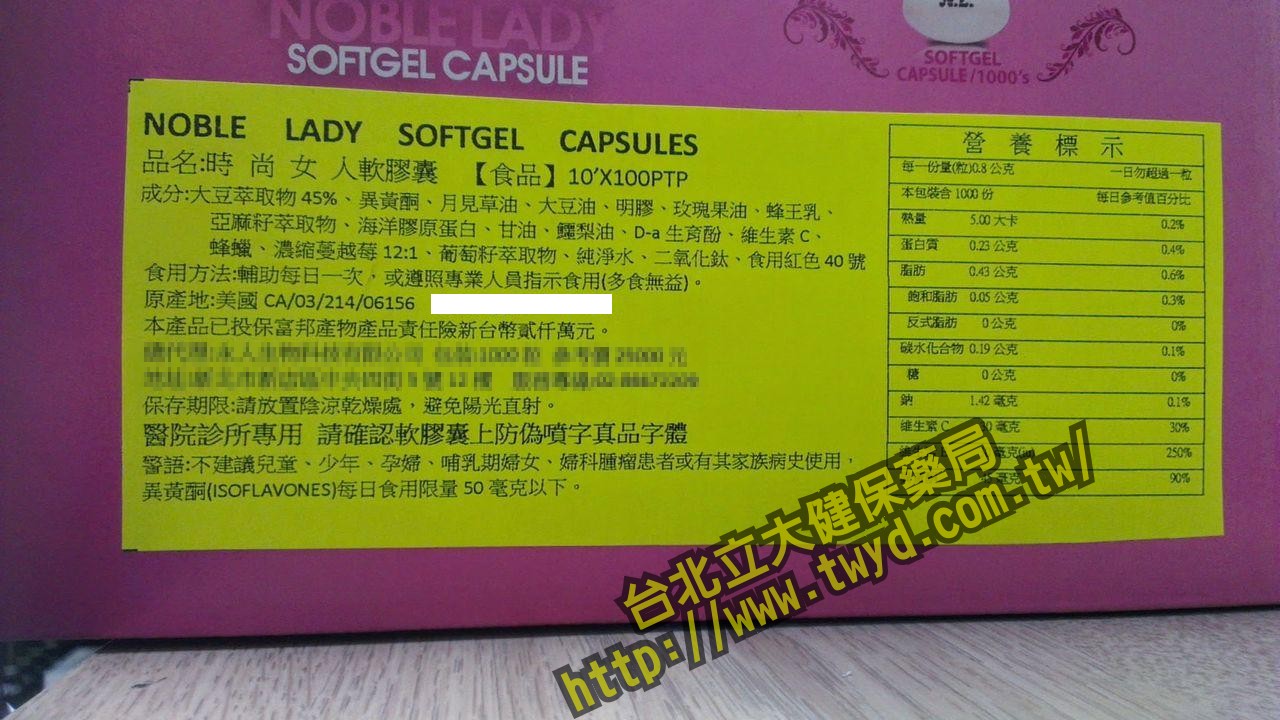 NOBLE LADY
SOFTGEL CAPSULE
N.L.
SOFTGEL
CAPSULE/1000's
NOBLE LADY SOFTGEL CAPSULES
品名:時 尚 女 人軟膠囊 【食品】10'X100PTP
成分:大豆萃取物 45%、異黃酮、月見草油、大豆油、明膠、玫瑰果油、蜂王乳、
亞麻籽萃取物、海洋膠原蛋白、甘油、鱷梨油、D-a 生育酚、維生素 C、
蜂蠟、濃縮蔓越莓 12:1、葡萄籽萃取物、純淨水、二氧化鈦、食用紅色 40 號
食用方法:輔助每日一次,或遵照專業人員指示食用(多食無益)。
原產地:美國 CA/03/214/06156
本產品已投保富邦產物產品責任險新台幣貳仟萬元。
保存期限:請放置陰涼乾燥處,避免陽光直射。
醫院診所專用 請確認軟膠囊上防偽噴字真品字體
警語:不建議兒童、少年、孕婦、哺乳期婦女、婦科腫瘤患者或有其家族病史使用,
異黃酮(ISOFLAVONES)每日食用限量 50 毫克以下。
營 養 標 示
每一份量(粒)0.8 公克 一日勿超過一粒
本包裝含 1000 份 每日參考值百分比
熱量 5.00 大卡 0.2%
蛋白質 0.23 公克 0.4%
脂肪 0.43 公克 0.6%
飽和脂肪 0.05 公克 0.3%
反式脂肪 0 公克 0%
碳水化合物 0.19 公克 0.1%
糖 0 公克 0%
鈉 1.42 毫克 0.1%
維生素 C 30%
250%
90%
台北立大健保藥局
http://www.twyd.com.tw/